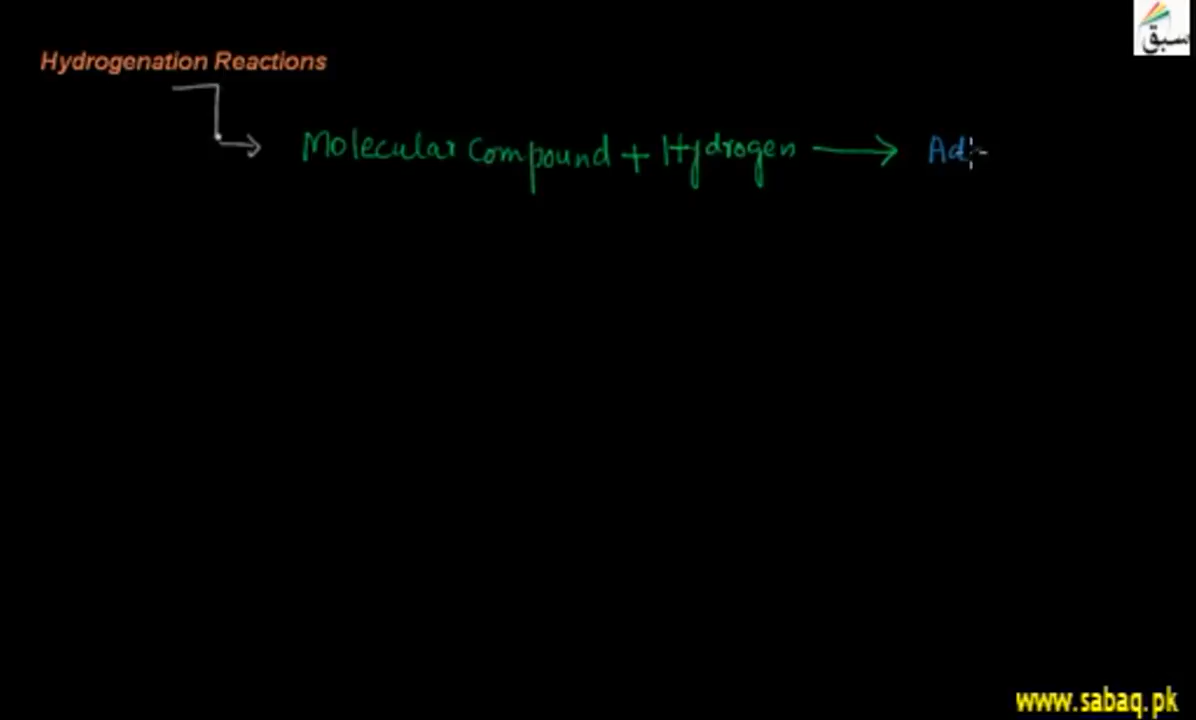 سبق
Hydrogenation Reactions
Molecular Compound + Hydrogen → Ad
www.sabaq.pk